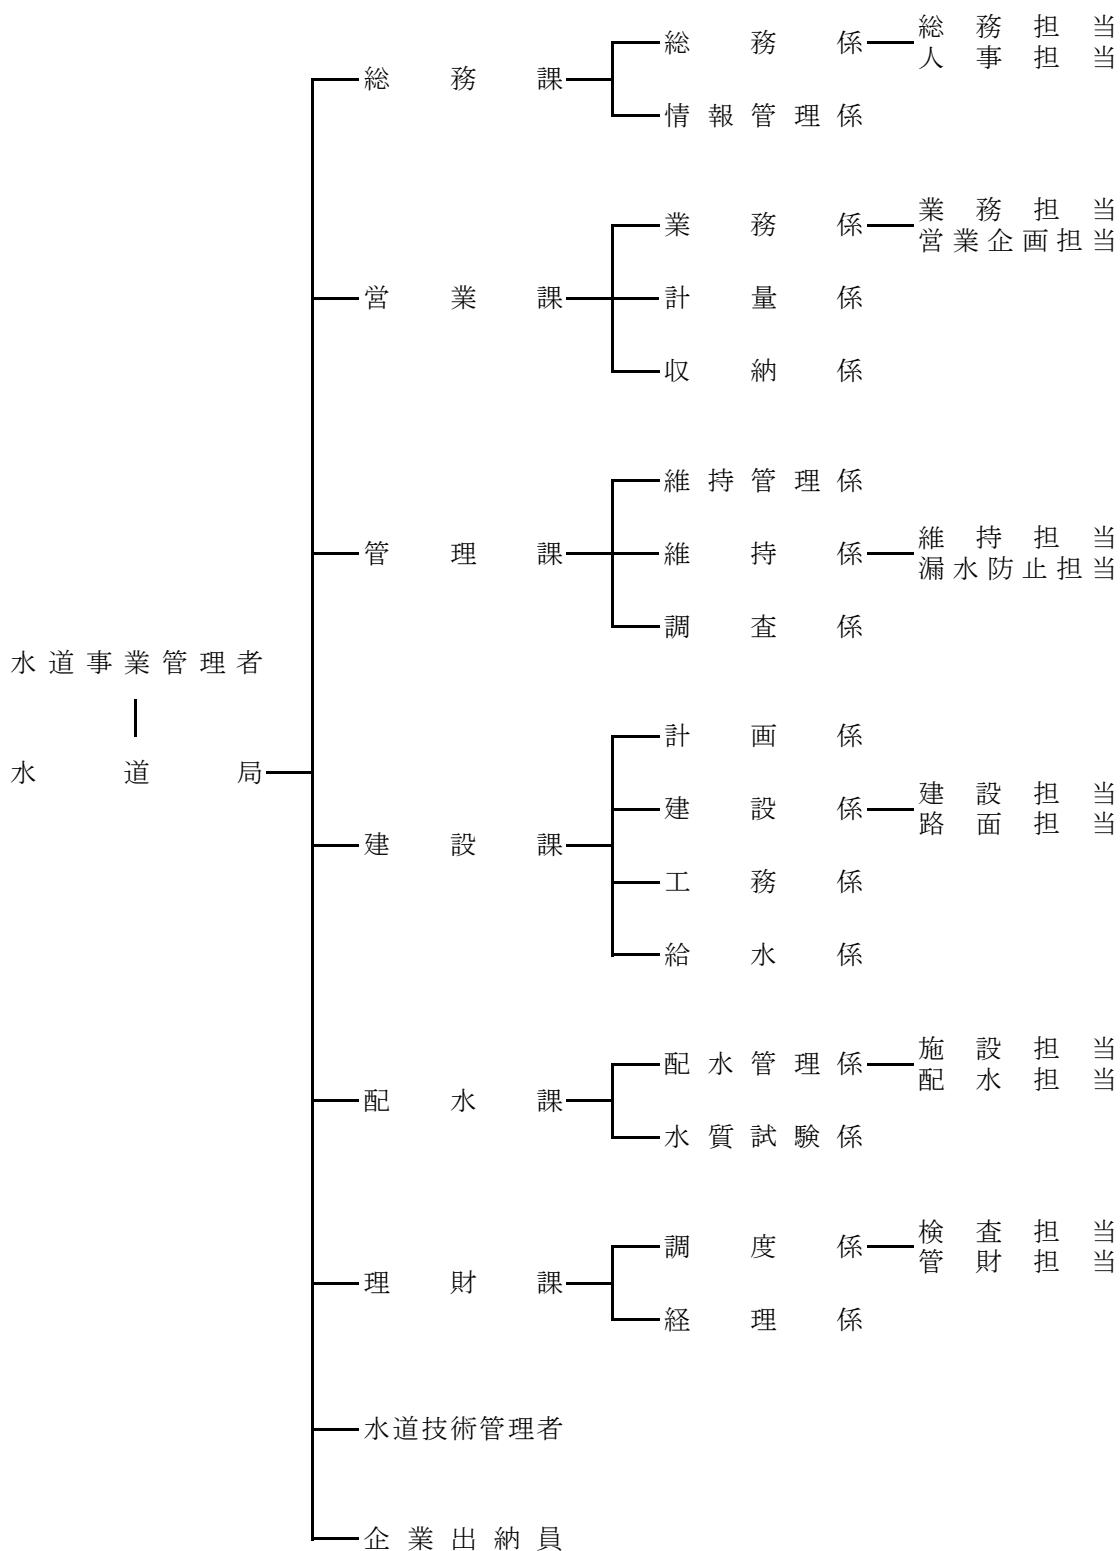 総務担当
総務係
人事担当
総務課
情報管理係
業務担当
業務係
営業企画担当
営業課
計量係
収納係
維持管理係
維持担当
管理課
維持係
漏水防止担当
調査係
水道事業管理者
計画係
水道局
建設担当
建設係
路面担当
建設課
工務係
給水係
施設担当
配水管理係
配水担当
配水課
水質試験係
検査担当
調度係
管財担当
理財課
経理係
水道技術管理者
企業出納員